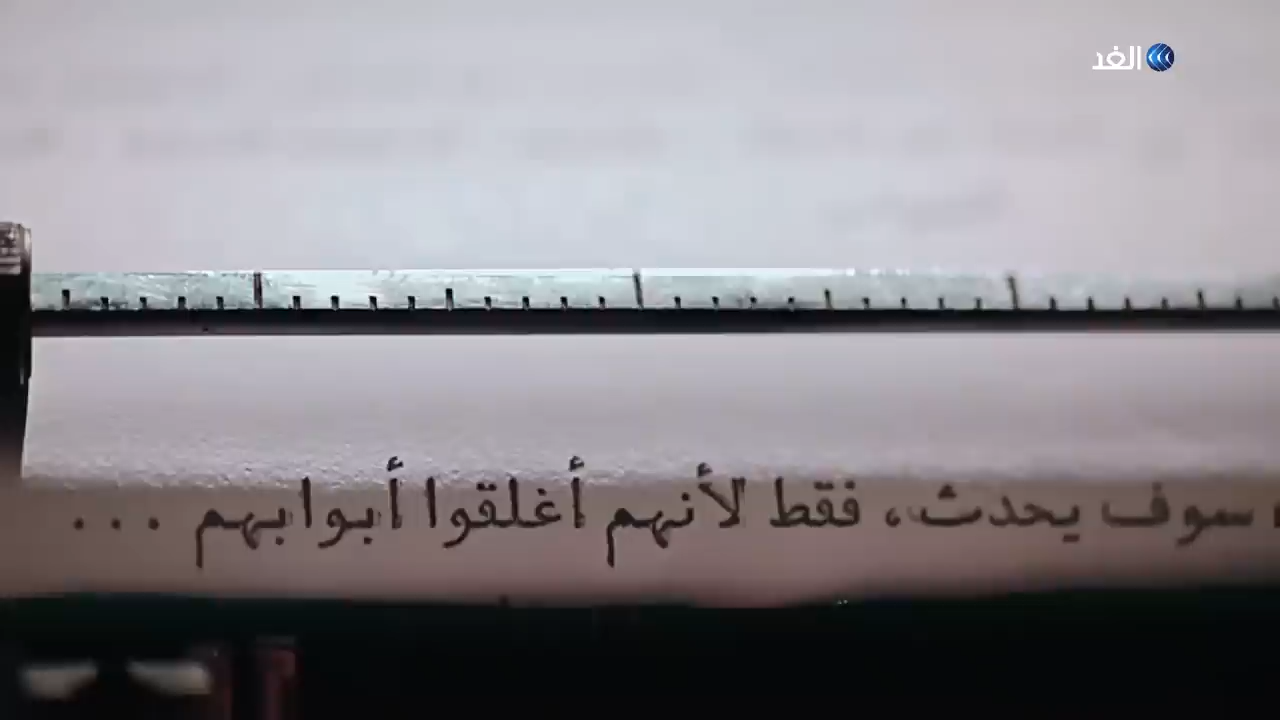 الغد
سوف يحدث، فقط لأنهم أغلقوا أبوابهم ...